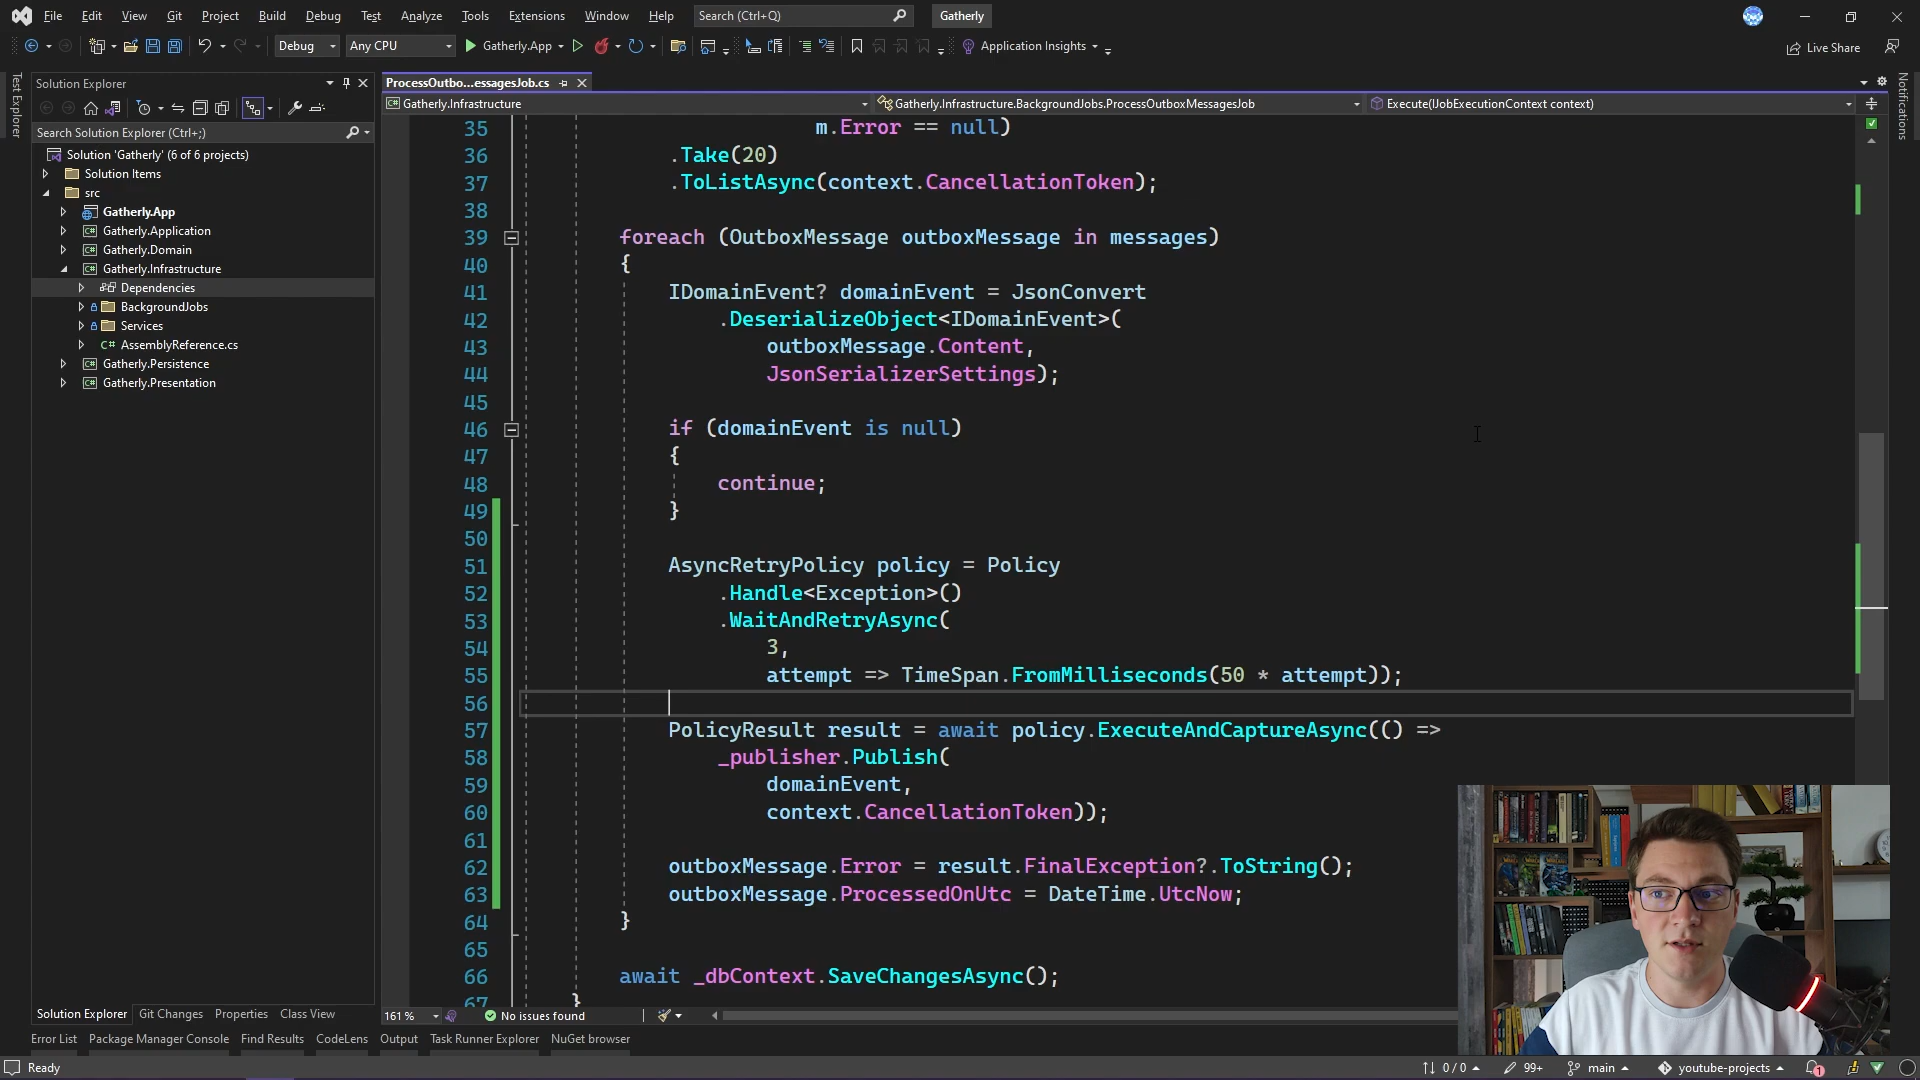 File Edit View Git Project Build Debug Test Analyze Tools Extensions Window Help Search (Ctrl+Q) Gatherly
Debug Any CPU Gatherly.App Application Insights Live Share
Test Explorer
Solution Explorer
Search Solution Explorer (Ctrl+;)
Solution 'Gatherly' (6 of 6 projects)
Solution Items
src
Gatherly.App
Gatherly.Application
Gatherly.Domain
Gatherly.Infrastructure
Dependencies
BackgroundJobs
Services
C# AssemblyReference.cs
Gatherly.Persistence
Gatherly.Presentation
ProcessOutbo...essagesJob.cs
Gatherly.Infrastructure Gatherly.Infrastructure.BackgroundJobs.ProcessOutboxMessagesJob Execute(IJobExecutionContext context)
Notifications
35 m.Error == null)
36 .Take(20)
37 .ToListAsync(context.CancellationToken);
38
39 foreach (OutboxMessage outboxMessage in messages)
40 {
41 IDomainEvent? domainEvent = JsonConvert
42 .DeserializeObject<IDomainEvent>(
43 outboxMessage.Content,
44 JsonSerializerSettings);
45
46 if (domainEvent is null)
47 {
48 continue;
49 }
50
51 AsyncRetryPolicy policy = Policy
52 .Handle<Exception>()
53 .WaitAndRetryAsync(
54 3,
55 attempt => TimeSpan.FromMilliseconds(50 * attempt));
56
57 PolicyResult result = await policy.ExecuteAndCaptureAsync(() =>
58 _publisher.Publish(
59 domainEvent,
60 context.CancellationToken));
61
62 outboxMessage.Error = result.FinalException?.ToString();
63 outboxMessage.ProcessedOnUtc = DateTime.UtcNow;
64 }
65
66 await _dbContext.SaveChangesAsync();
67 }
161 % No issues found
Solution Explorer Git Changes Properties Class View
Error List Package Manager Console Find Results CodeLens Output Task Runner Explorer NuGet browser
Ready 0 / 0 99+ main youtube-projects 1